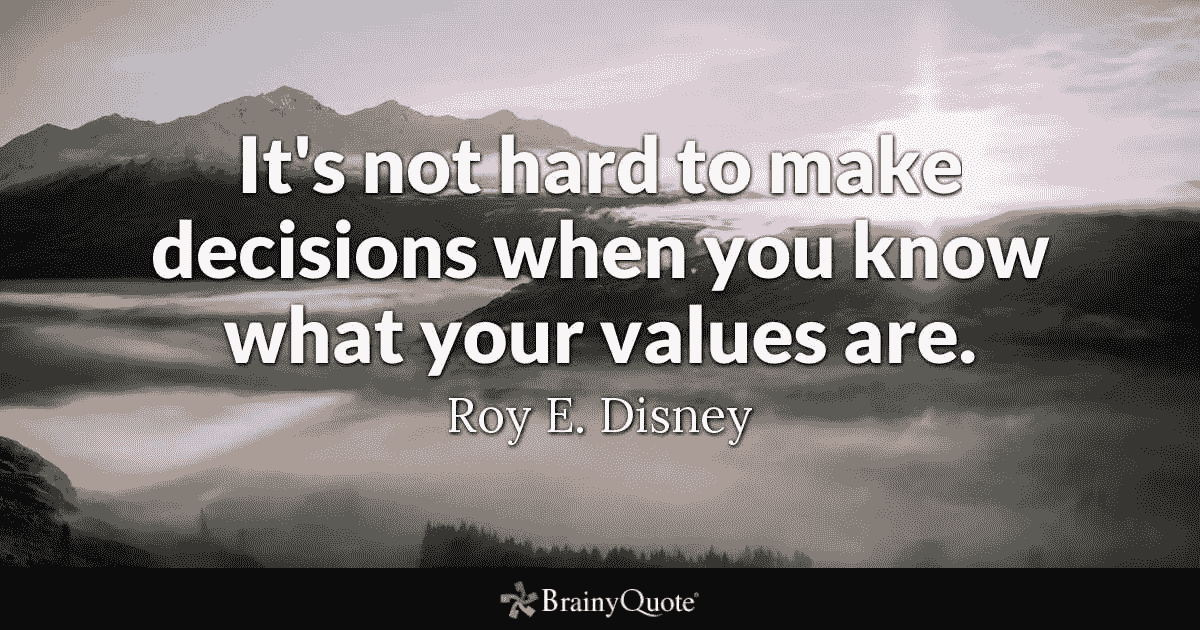 It's not hard to make
decisions when you know
what your values are.
Roy E. Disney
BrainyQuote®